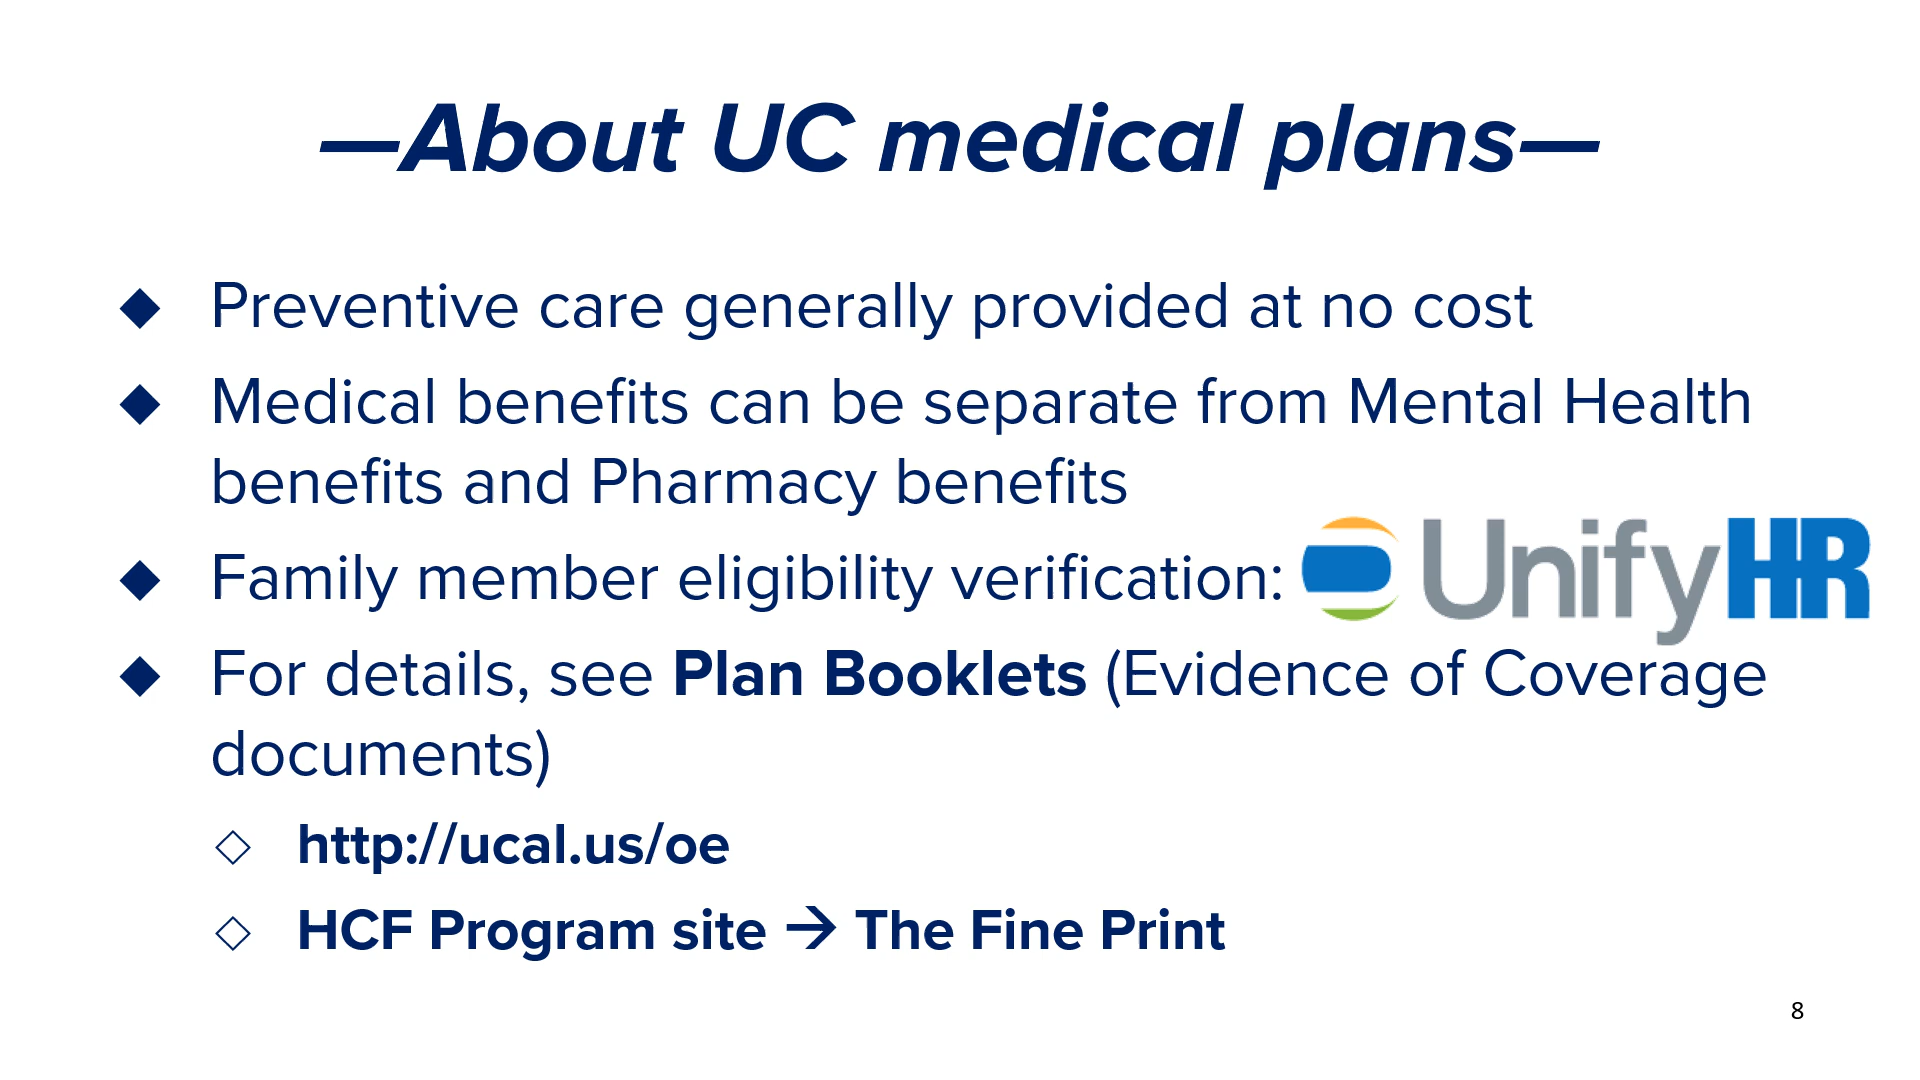 —About UC medical plans—
◆ Preventive care generally provided at no cost
◆ Medical benefits can be separate from Mental Health
benefits and Pharmacy benefits
◆ Family member eligibility verification: UnifyHR
◆ For details, see Plan Booklets (Evidence of Coverage
documents)
◇ http://ucal.us/oe
◇ HCF Program site → The Fine Print
8